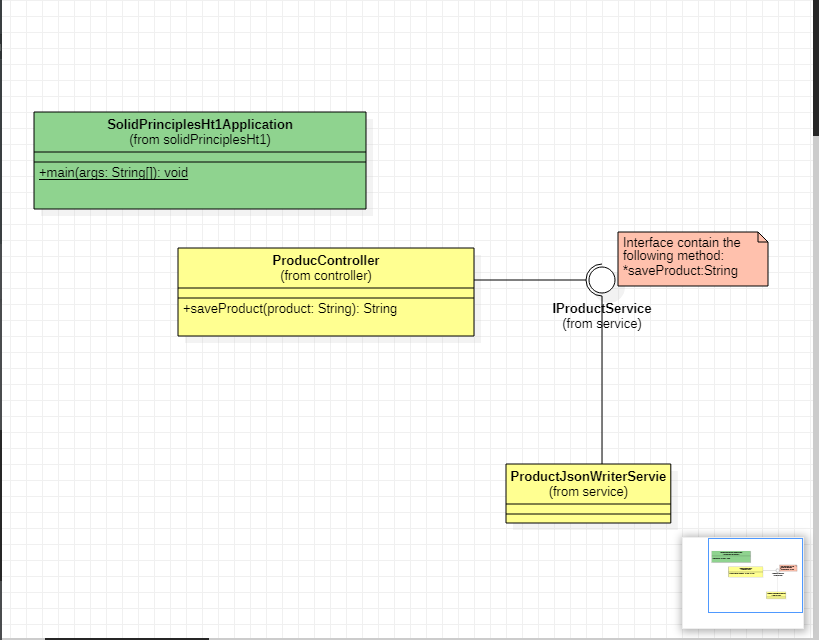 SolidPrinciplesHt1Application
(from solidPrinciplesHt1)
+main(args: String[]): void
ProducController
(from controller)
+saveProduct(product: String): String
Interface contain the
following method:
*saveProduct:String
IProductService
(from service)
ProductJsonWriterServie
(from service)